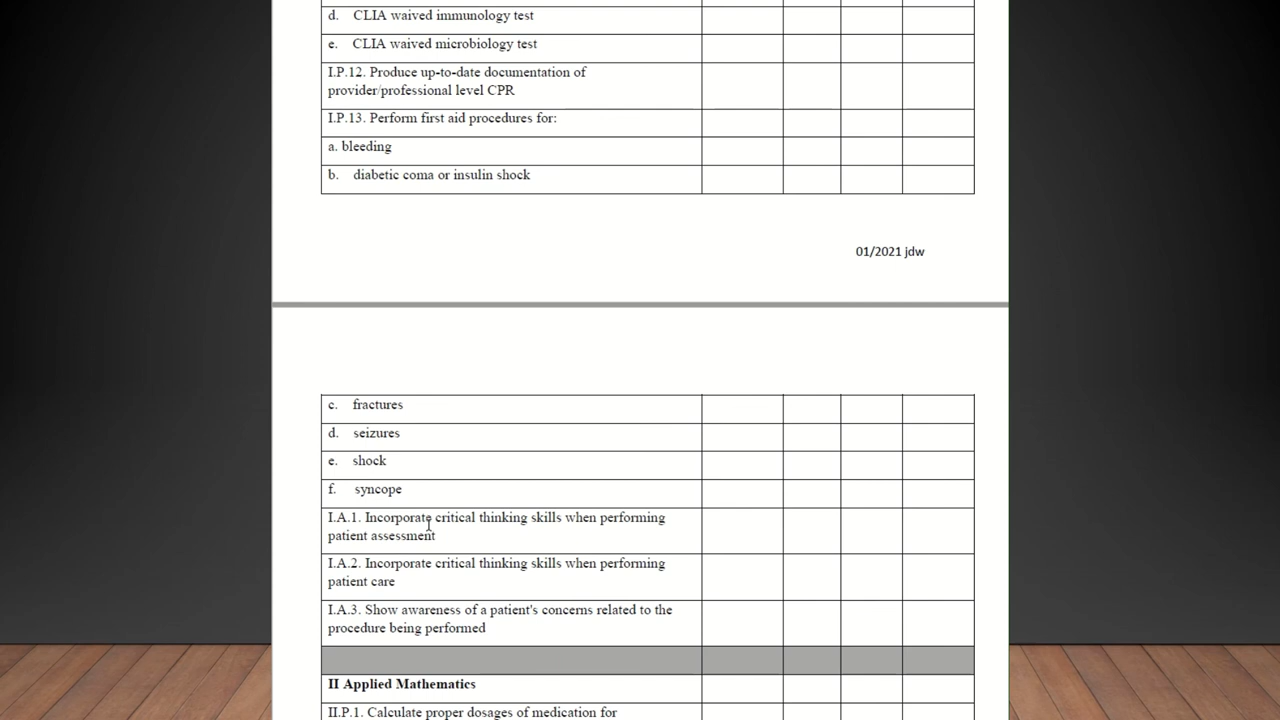 d. CLIA waived immunology test
e. CLIA waived microbiology test
I.P.12. Produce up-to-date documentation of
provider/professional level CPR
I.P.13. Perform first aid procedures for:
a. bleeding
b. diabetic coma or insulin shock
01/2021 jdw
c. fractures
d. seizures
e. shock
f. syncope
I.A.1. Incorporate critical thinking skills when performing
patient assessment
I.A.2. Incorporate critical thinking skills when performing
patient care
I.A.3. Show awareness of a patient's concerns related to the
procedure being performed
II Applied Mathematics
II.P.1. Calculate proper dosages of medication for